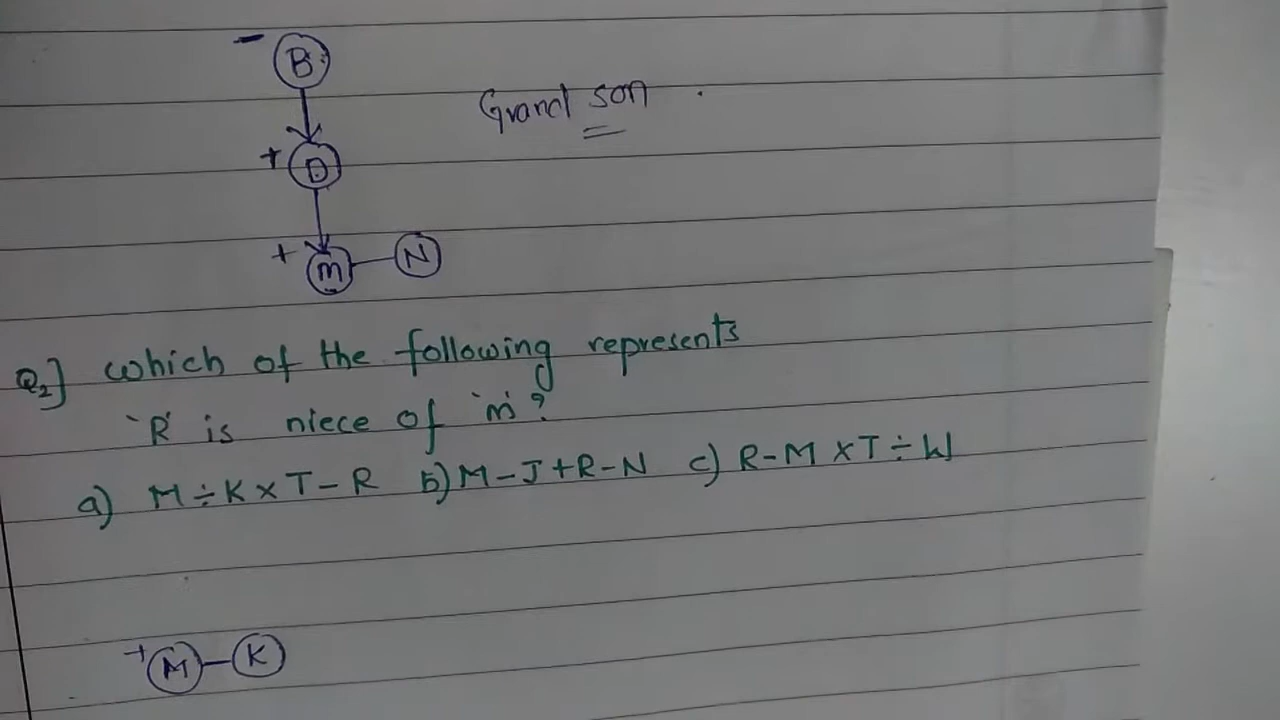 - B
Grand son .
+ D
+ m N
Q2] which of the following represents
`R' is niece of `m'?
a) M÷K×T-R b) M-J+R-N c) R-M×T÷W
+ M K